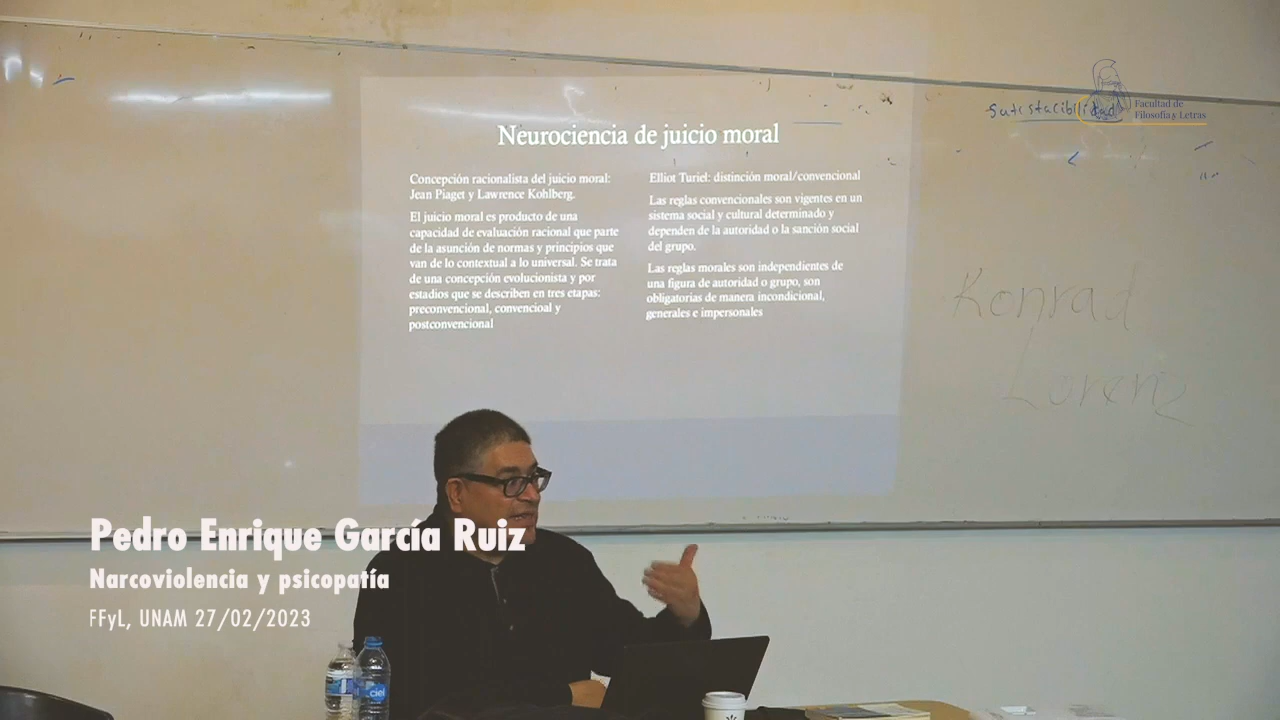 Neurociencia de juicio moral
Concepción racionalista del juicio moral:
Jean Piaget y Lawrence Kohlberg.
El juicio moral es producto de una
capacidad de evaluación racional que parte
de la asunción de normas y principios que
van de lo contextual a lo universal. Se trata
de una concepción evolucionista y por
estadios que se describen en tres etapas:
preconvencional, convencioal y
postconvencional
Elliot Turiel: distinción moral/convencional
Las reglas convencionales son vigentes en un
sistema social y cultural determinado y
dependen de la autoridad o la sanción social
del grupo.
Las reglas morales son independientes de
una figura de autoridad o grupo, son
obligatorias de manera incondicional,
generales e impersonales
Facultad de
Filosofía y Letras
Konrad
Lorenz
Pedro Enrique García Ruiz
Narcoviolencia y psicopatía
FFyL, UNAM 27/02/2023
ciel